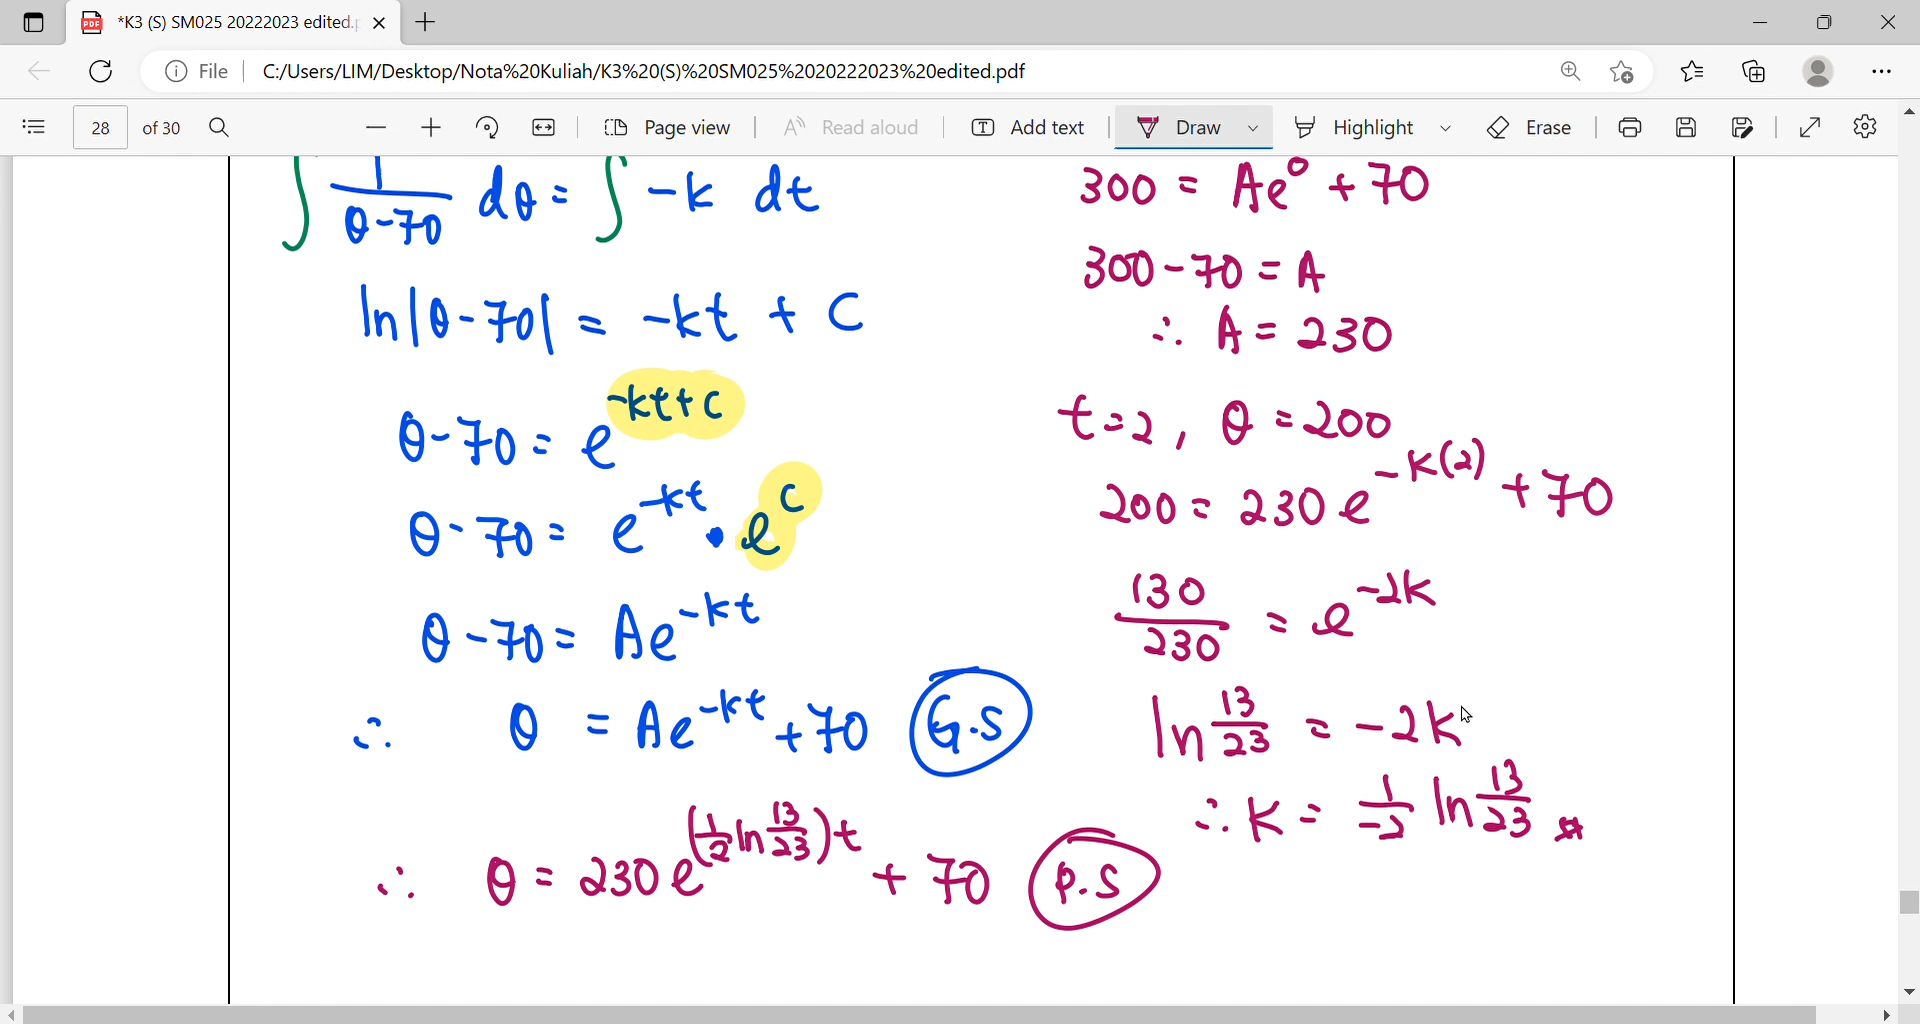 *K3 (S) SM025 20222023 edited.p
File
C:/Users/LIM/Desktop/Nota%20Kuliah/K3%20(S)%20SM025%2020222023%20edited.pdf
28 of 30
Page view
Read aloud
Add text
Draw
Highlight
Erase
∫ 1/(θ-70) dθ = ∫ -k dt
ln|θ-70| = -kt + C
θ-70 = e^(-kt+C)
θ-70 = e^(-kt) • e^C
θ-70 = Ae^(-kt)
∴ θ = Ae^(-kt) + 70 G.S
∴ θ = 230 e^((1/2 ln 13/23)t) + 70 P.S
300 = Ae^0 + 70
300-70 = A
∴ A = 230
t=2, θ=200
200 = 230 e^(-k(2)) + 70
130/230 = e^(-2k)
ln 13/23 = -2k
∴ k = 1/-2 ln 13/23 *